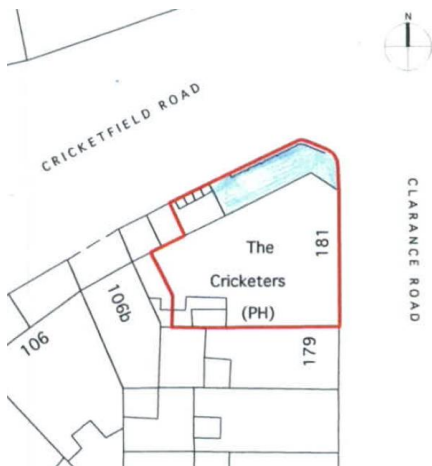 N
CRICKETFIELD ROAD
CLARANCE ROAD
The
Cricketers
(PH)
181
179
106b
106